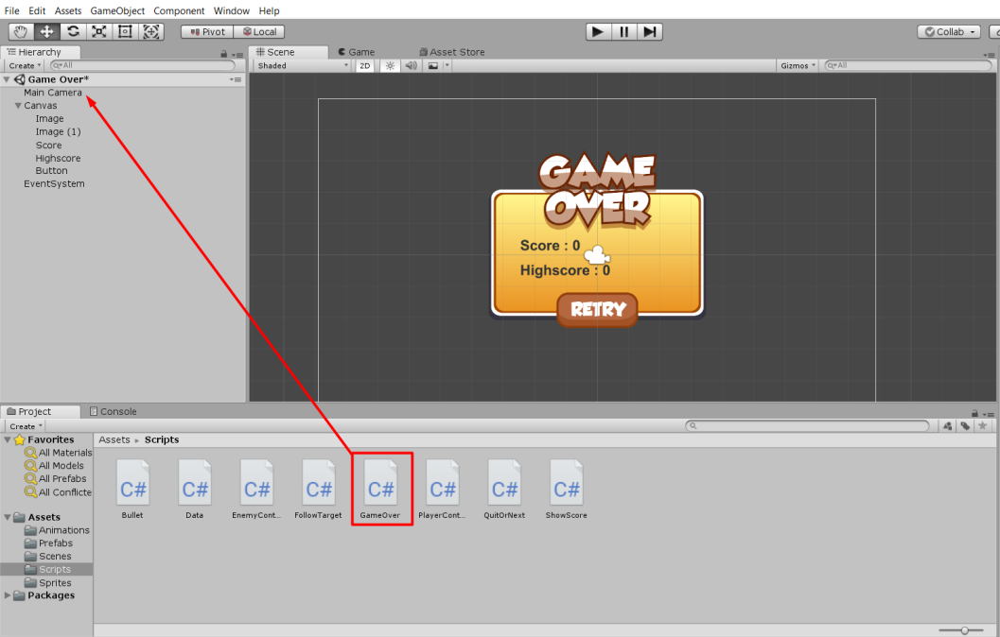 File Edit Assets GameObject Component Window Help
Pivot Local Collab
Hierarchy
Create All
Game Over*
Main Camera
Canvas
Image
Image (1)
Score
Highscore
Button
EventSystem
Scene Game Asset Store
Shaded 2D Gizmos All
GAME
OVER
Score : 0
Highscore : 0
RETRY
Project Console
Create
Favorites
All Materials
All Models
All Prefabs
All Conflicte
Assets
Animations
Prefabs
Scenes
Scripts
Sprites
Packages
Assets Scripts
C# C# C# C# C# C# C# C#
Bullet Data EnemyCont... FollowTarget GameOver PlayerCont... QuitOrNext ShowScore